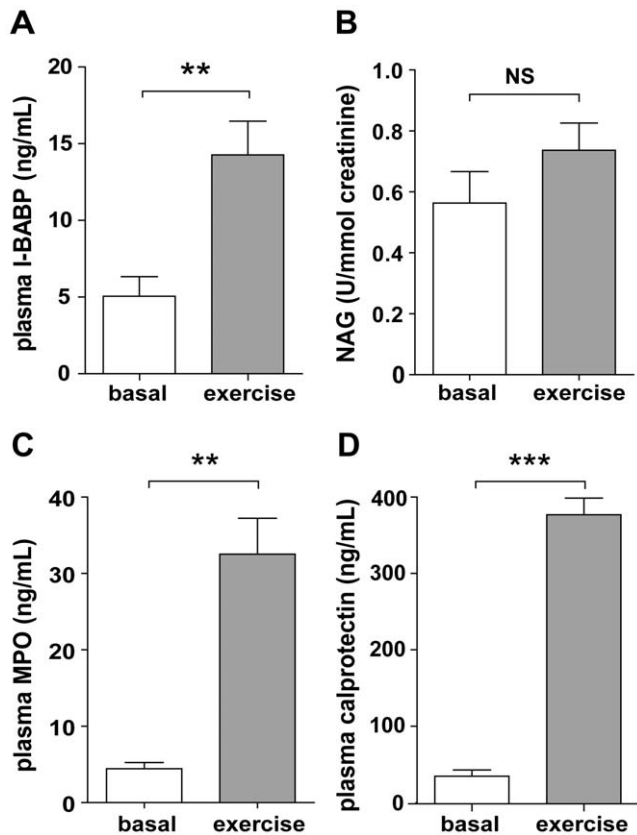 A
plasma I-BABP (ng/mL)
20
15
10
5
0
**
basal exercise
B
NAG (U/mmol creatinine)
1.0
0.8
0.6
0.4
0.2
0
NS
basal exercise
C
plasma MPO (ng/mL)
40
30
20
10
0
**
basal exercise
D
plasma calprotectin (ng/mL)
400
300
200
100
0
***
basal exercise